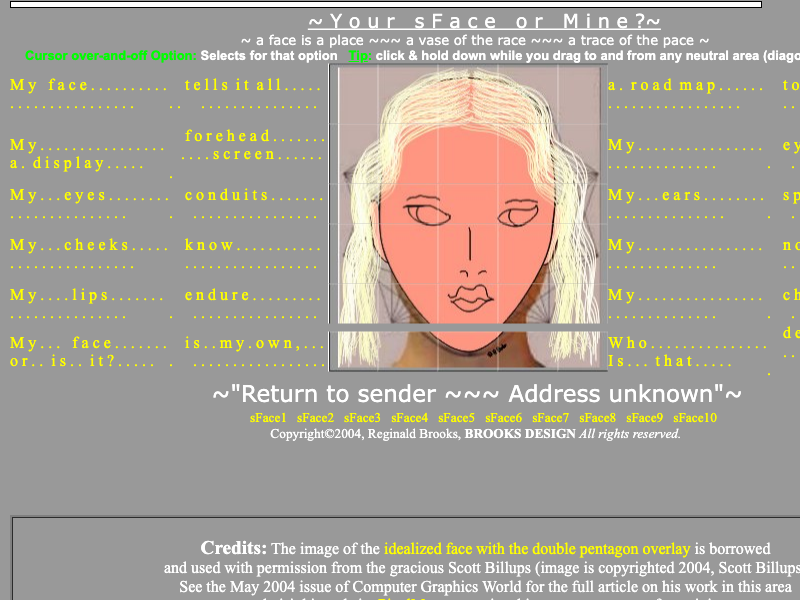 ~Your sFace or Mine?~
~ a face is a place ~~~ a vase of the race ~~~ a trace of the pace ~
Cursor over-end-off Option: Selects for that option Tip: click & hold down while you drag to and from any neutral area (diago
My face.......... tells it all..... a. road map...... to
................ .. ............... .................
My................ forehead....... My............... ey
a. display..... ....screen......
My...eyes........ conduits....... My...ears........ sp
My...cheeks..... know........... My............... no
My....lips....... endure......... My............... ch
My... face....... is..my.own,... Who............... de
or.. is.. it?..... Is... that.....
~"Return to sender ~~~ Address unknown"~
sFace1 sFace2 sFace3 sFace4 sFace5 sFace6 sFace7 sFace8 sFace9 sFace10
Copyright©2004, Reginald Brooks, BROOKS DESIGN All rights reserved.
Credits: The image of the idealized face with the double pentagon overlay is borrowed
and used with permission from the gracious Scott Billups (image is copyrighted 2004, Scott Billups
See the May 2004 issue of Computer Graphics World for the full article on his work in this area